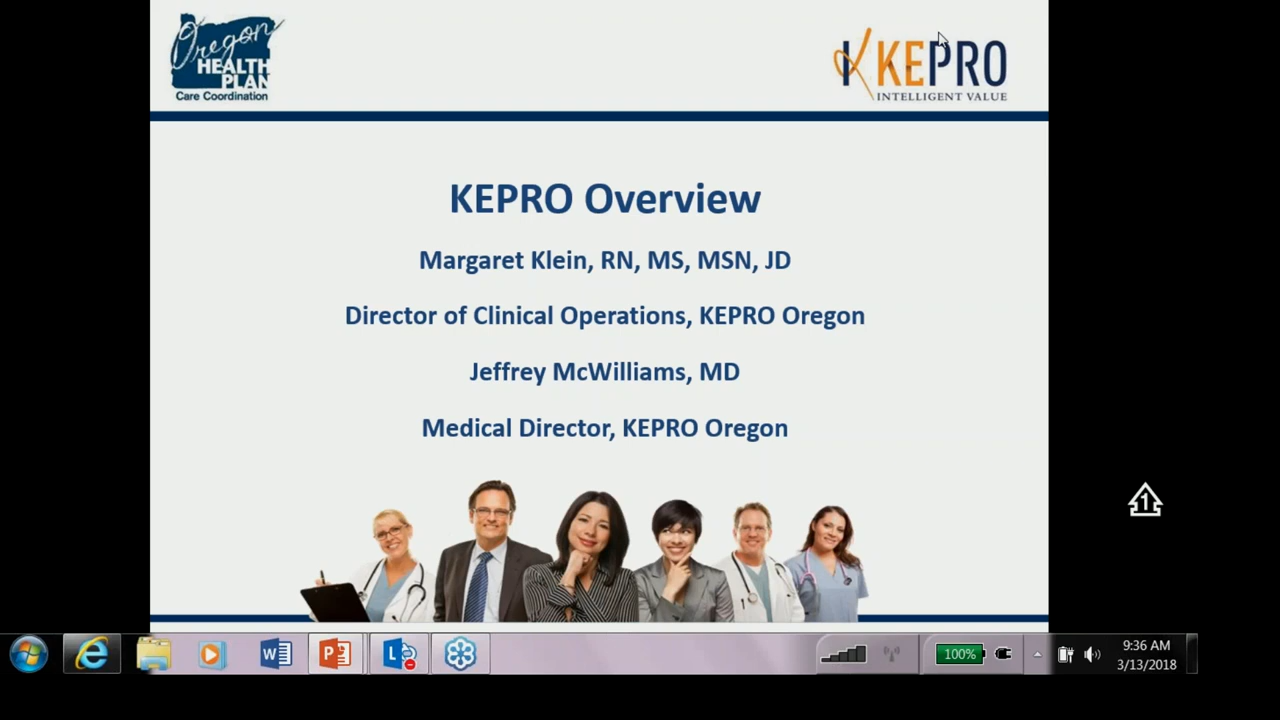 Oregon
HEALTH
PLAN
Care Coordination
KEPRO
INTELLIGENT VALUE
KEPRO Overview
Margaret Klein, RN, MS, MSN, JD
Director of Clinical Operations, KEPRO Oregon
Jeffrey McWilliams, MD
Medical Director, KEPRO Oregon
1
100%
9:36 AM
3/13/2018